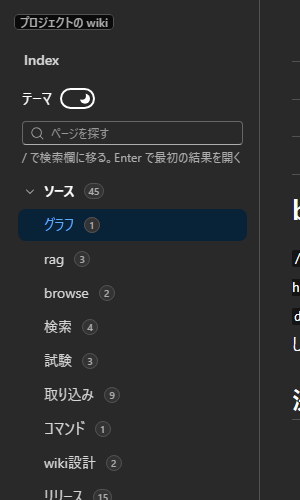 プロジェクトの wiki
Index
テーマ
ページを探す
/ で検索欄に移る。Enter で最初の結果を開く
ソース 45
グラフ 1
rag 3
browse 2
検索 4
試験 3
取り込み 9
コマンド 1
wiki設計 2
リリース 15